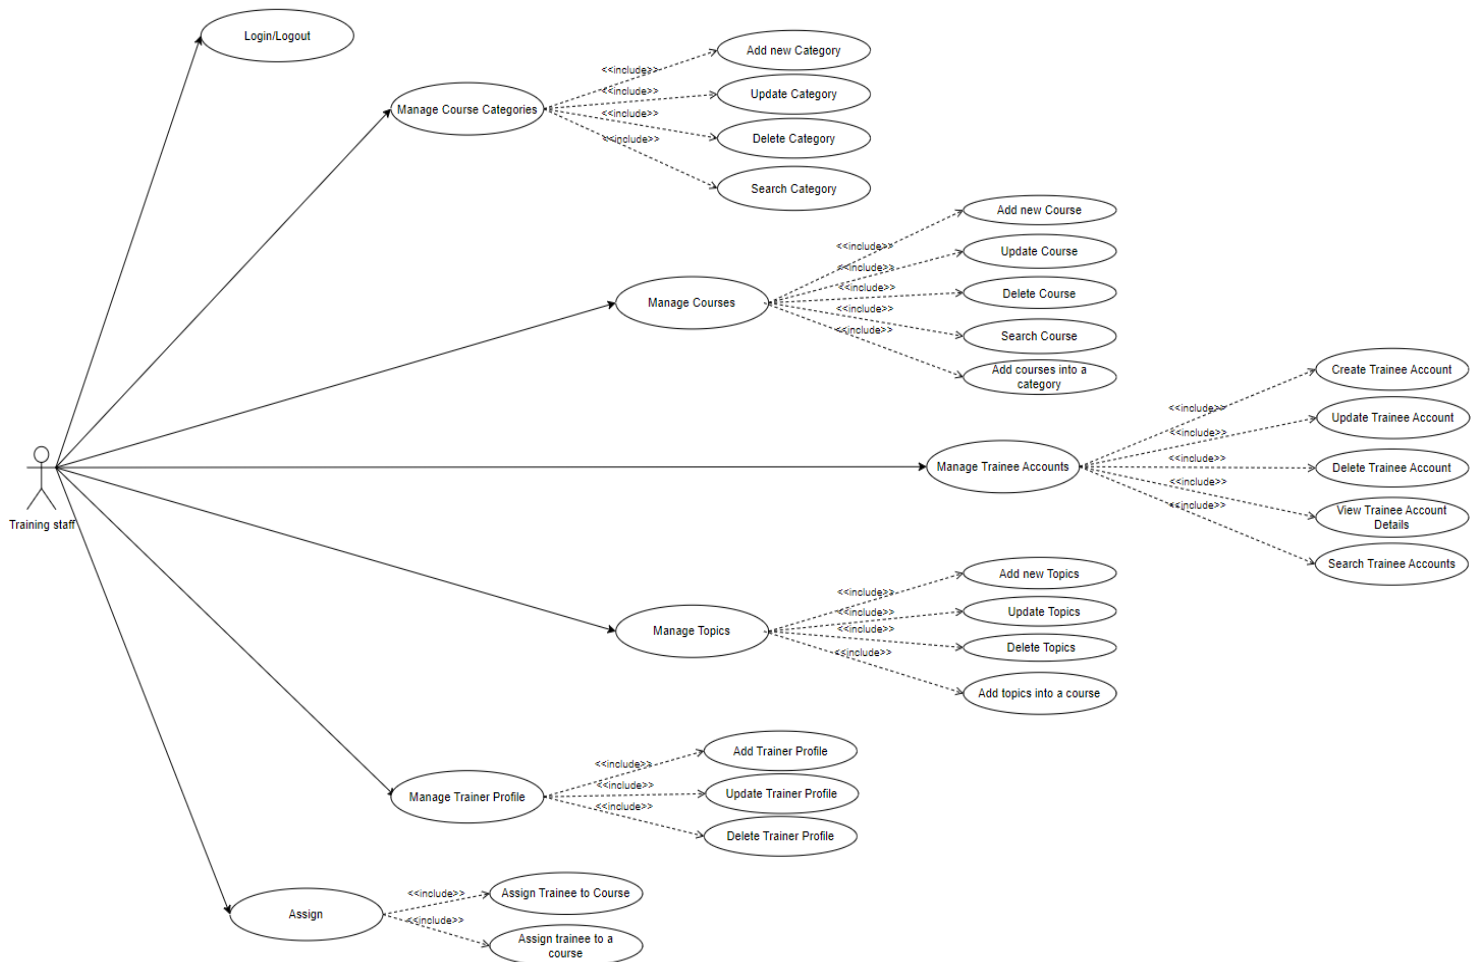 Login/Logout
Manage Course Categories
<<include>>
<<include>>
<<include>>
<<include>>
Add new Category
Update Category
Delete Category
Search Category
Manage Courses
<<include>>
<<include>>
<<include>>
<<include>>
<<include>>
Add new Course
Update Course
Delete Course
Search Course
Add courses into a
category
Training staff
Manage Trainee Accounts
<<include>>
<<include>>
<<include>>
<<include>>
<<include>>
Create Trainee Account
Update Trainee Account
Delete Trainee Account
View Trainee Account
Details
Search Trainee Accounts
Manage Topics
<<include>>
<<include>>
<<include>>
<<include>>
Add new Topics
Update Topics
Delete Topics
Add topics into a course
Manage Trainer Profile
<<include>>
<<include>>
<<include>>
Add Trainer Profile
Update Trainer Profile
Delete Trainer Profile
Assign
<<include>>
<<include>>
Assign Trainee to Course
Assign trainee to a
course